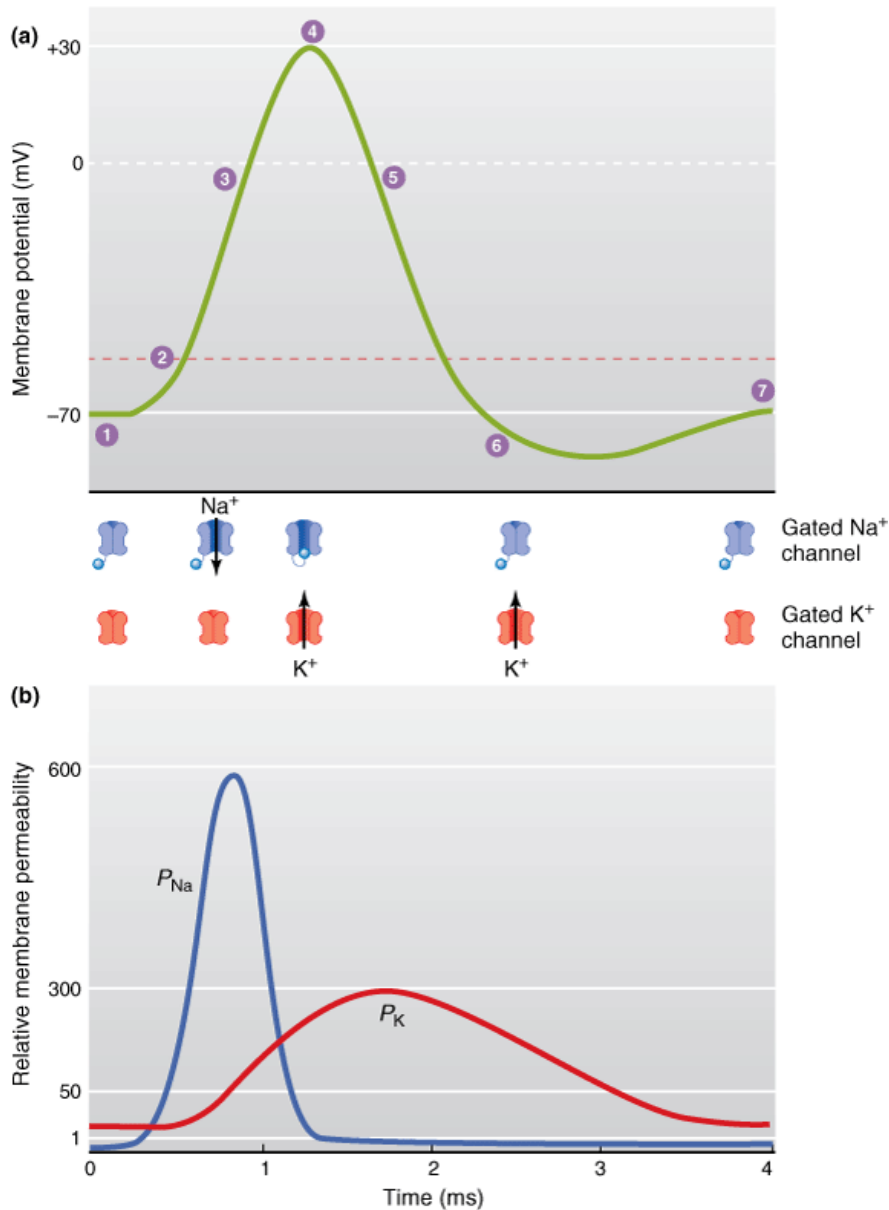 (a)
+30
4
Membrane potential (mV)
0
3
5
2
−70
1
6
7
Na+
Gated Na+
channel
Gated K+
channel
K+
K+
(b)
Relative membrane permeability
600
PNa
300
PK
50
1
0
1
2
3
4
Time (ms)